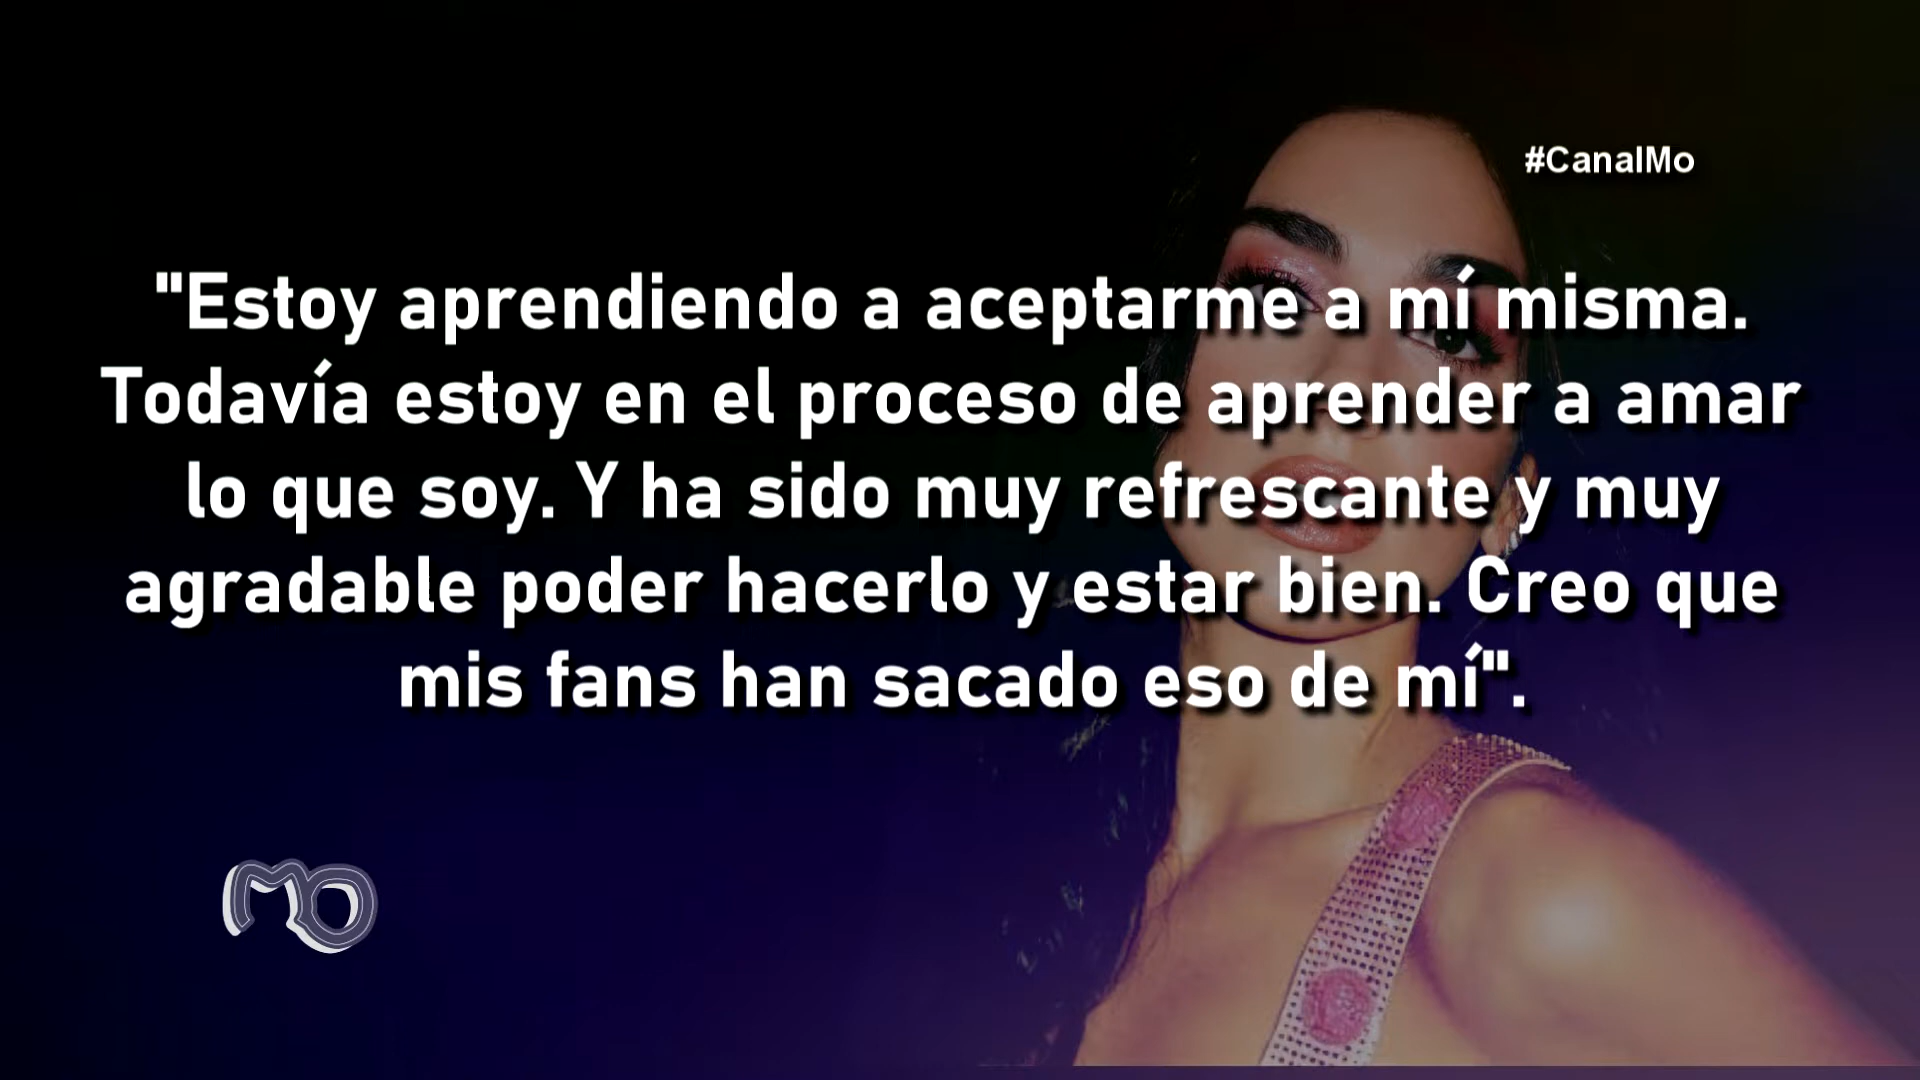 #CanalMo
"Estoy aprendiendo a aceptarme a mí misma.
Todavía estoy en el proceso de aprender a amar
lo que soy. Y ha sido muy refrescante y muy
agradable poder hacerlo y estar bien. Creo que
mis fans han sacado eso de mí".
MO